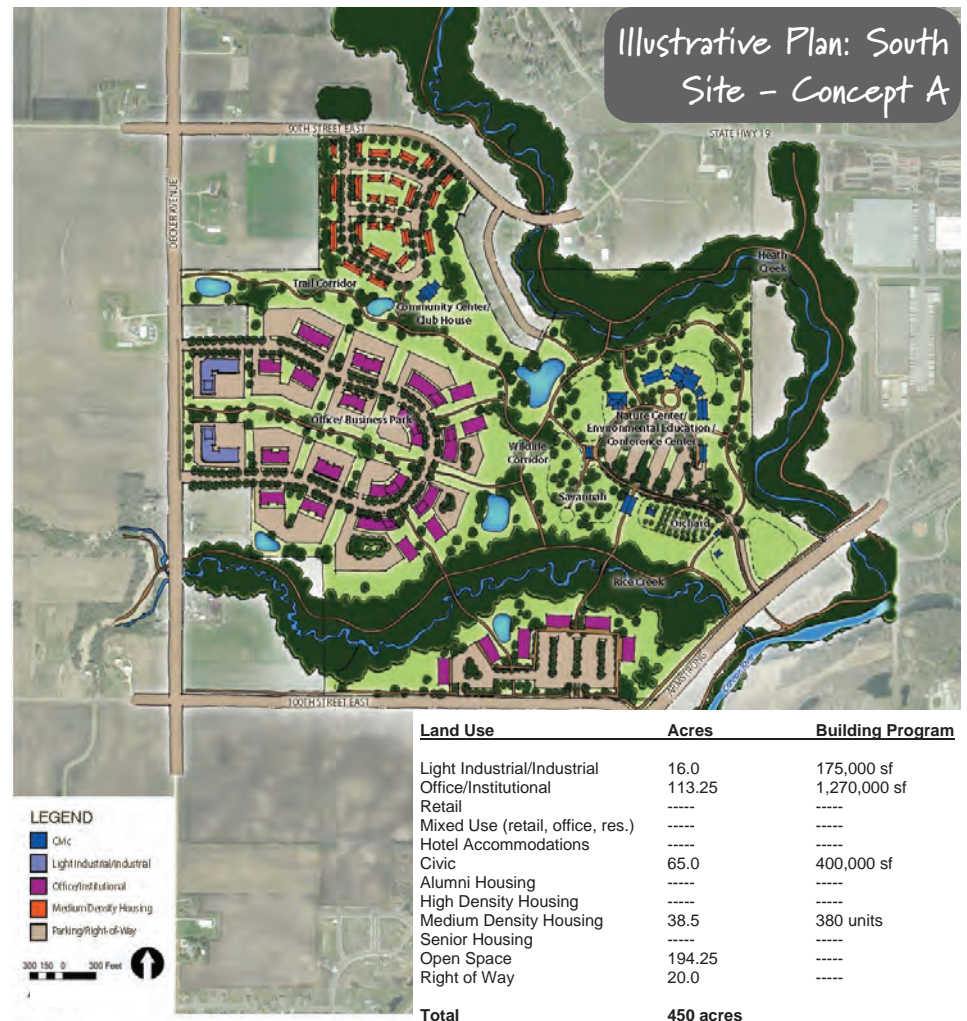 Illustrative Plan: South
Site – Concept A
90TH STREET EAST
STATE HWY 19
DECKER AVENUE
Heath
Creek
Trail Corridor
Community Center/
Club House
Nature Center/
Environmental Education /
Conference Center
Office/ Business Park
Wildlife
Corridor
Savannah
Orchard
Rice Creek
ARMSTRONG
100TH STREET EAST
Land Use Acres Building Program
Light Industrial/Industrial 16.0 175,000 sf
Office/Institutional 113.25 1,270,000 sf
Retail ----- -----
Mixed Use (retail, office, res.) ----- -----
Hotel Accommodations ----- -----
Civic 65.0 400,000 sf
Alumni Housing ----- -----
High Density Housing ----- -----
Medium Density Housing 38.5 380 units
Senior Housing ----- -----
Open Space 194.25 -----
Right of Way 20.0 -----
Total 450 acres
LEGEND
Civic
Light Industrial/Industrial
Office/Institutional
Medium Density Housing
Parking/Right-of-Way
300 150 0 300 Feet